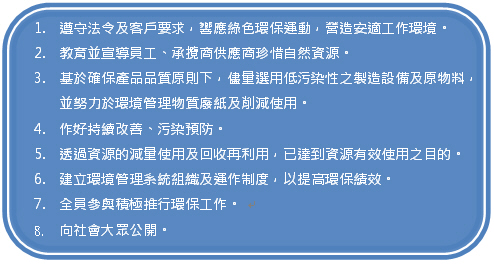 1. 遵守法令及客戶要求，響應綠色環保運動，營造安適工作環境。
2. 教育並宣導員工、承攬商供應商珍惜自然資源。
3. 基於確保產品品質原則下，儘量選用低污染性之製造設備及原物料，
並努力於環境管理物質廢紙及削減使用。
4. 作好持續改善、污染預防。
5. 透過資源的減量使用及回收再利用，已達到資源有效使用之目的。
6. 建立環境管理系統組織及運作制度，以提高環保績效。
7. 全員參與積極推行環保工作。
8. 向社會大眾公開。